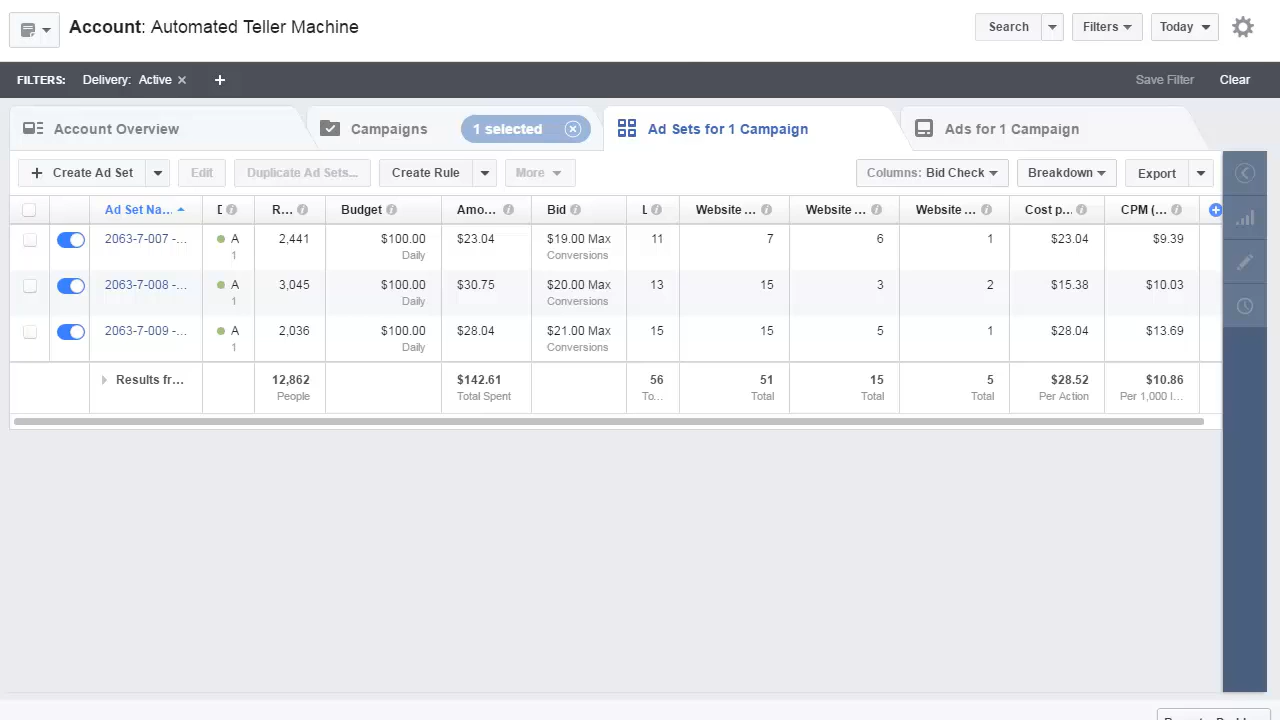 Account: Automated Teller Machine
Search
Filters
Today
FILTERS: Delivery: Active × +
Save Filter
Clear
Account Overview
Campaigns
1 selected
Ad Sets for 1 Campaign
Ads for 1 Campaign
+ Create Ad Set
Edit
Duplicate Ad Sets...
Create Rule
More
Columns: Bid Check
Breakdown
Export
Ad Set Na... D R... Budget Amo... Bid L Website ... Website ... Website ... Cost p... CPM (...
2063-7-007 -... A 2,441 $100.00 $23.04 $19.00 Max 11 7 6 1 $23.04 $9.39
1 Daily Conversions
2063-7-008 -... A 3,045 $100.00 $30.75 $20.00 Max 13 15 3 2 $15.38 $10.03
1 Daily Conversions
2063-7-009 -... A 2,036 $100.00 $28.04 $21.00 Max 15 15 5 1 $28.04 $13.69
1 Daily Conversions
Results fr... 12,862 $142.61 56 51 15 5 $28.52 $10.86
People Total Spent To... Total Total Total Per Action Per 1,000 I...